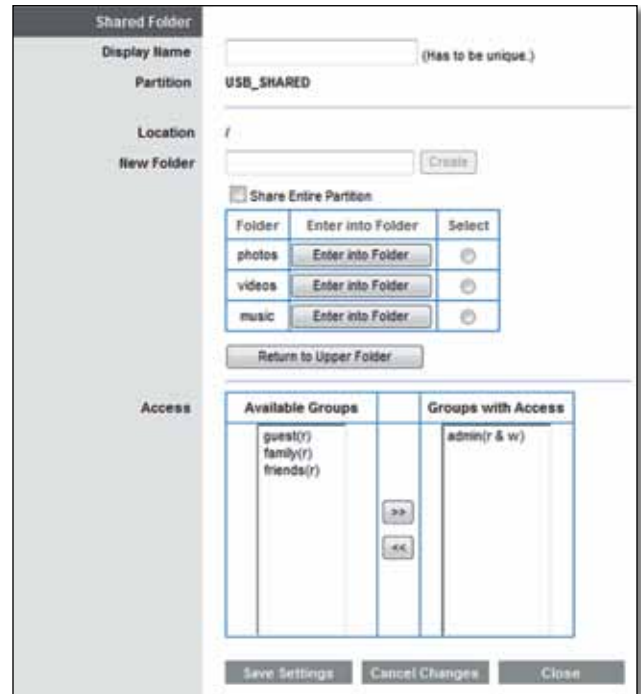 Shared Folder
Display Name (Has to be unique.)
Partition USB_SHARED
Location /
New Folder Create
Share Entire Partition
Folder Enter into Folder Select
photos Enter into Folder
videos Enter into Folder
music Enter into Folder
Return to Upper Folder
Access Available Groups Groups with Access
guest(r) admin(r & w)
family(r)
friends(r)
>>
<<
Save Settings Cancel Changes Close